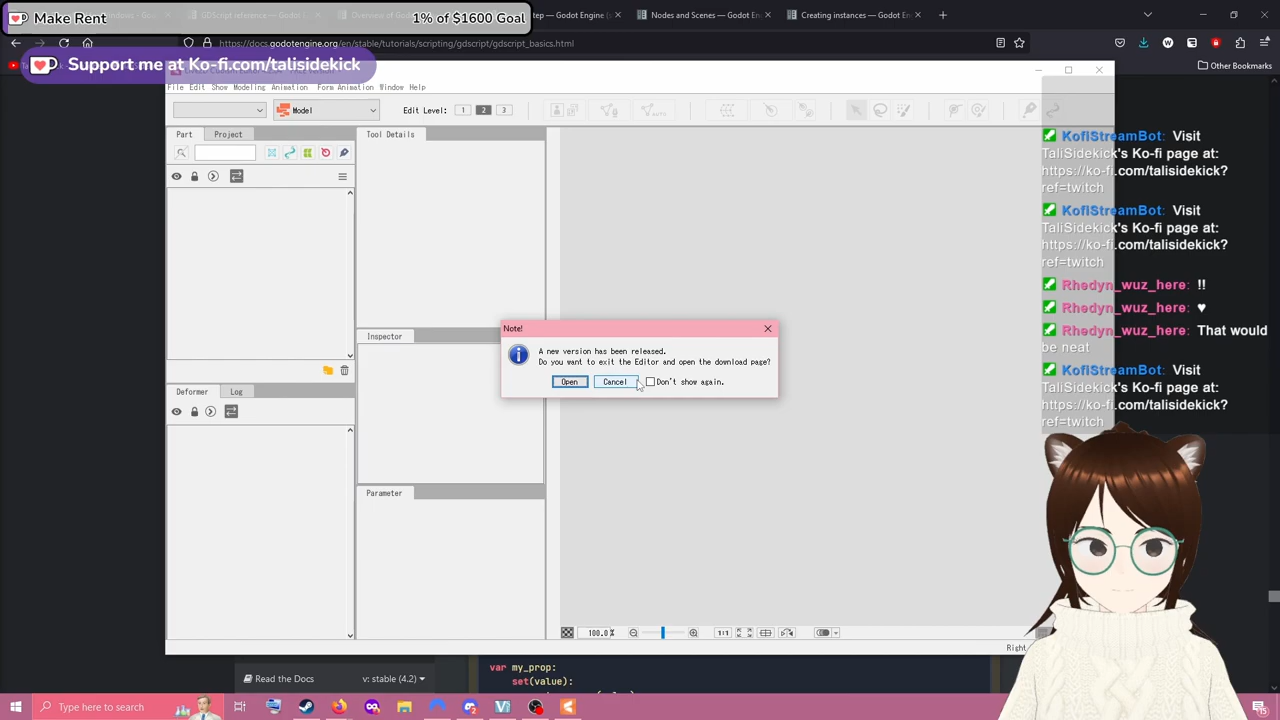 Make Rent
1% of $1600 Goal
Support me at Ko-fi.com/talisidekick
Nodes and Scenes — Godot En
Creating instances — Godot E
https://docs.godotengine.org/en/stable/tutorials/scripting/gdscript/gdscript_basics.html
Other Bookmarks
File Edit Show Modeling Animation Form Animation Window Help
Model
Edit Level: 1 2 3
Part Project
Tool Details
Inspector
Deformer Log
Parameter
Note!
A new version has been released.
Do you want to exit the Editor and open the download page?
Open Cancel Don't show again.
100.0%
1:1
Right
KofiStreamBot: Visit
TaliSidekick's Ko-fi page at:
https://ko-fi.com/talisidekick?
ref=twitch
KofiStreamBot: Visit
TaliSidekick's Ko-fi page at:
https://ko-fi.com/talisidekick?
ref=twitch
Rhedyn_wuz_here: !!
Rhedyn_wuz_here: ♥
Rhedyn_wuz_here: That would
be neat
KofiStreamBot: Visit
TaliSidekick's Ko-fi page at:
https://ko-fi.com/talisidekick?
ref=twitch
var my_prop:
set(value):
Read the Docs
v: stable (4.2)
Type here to search
15